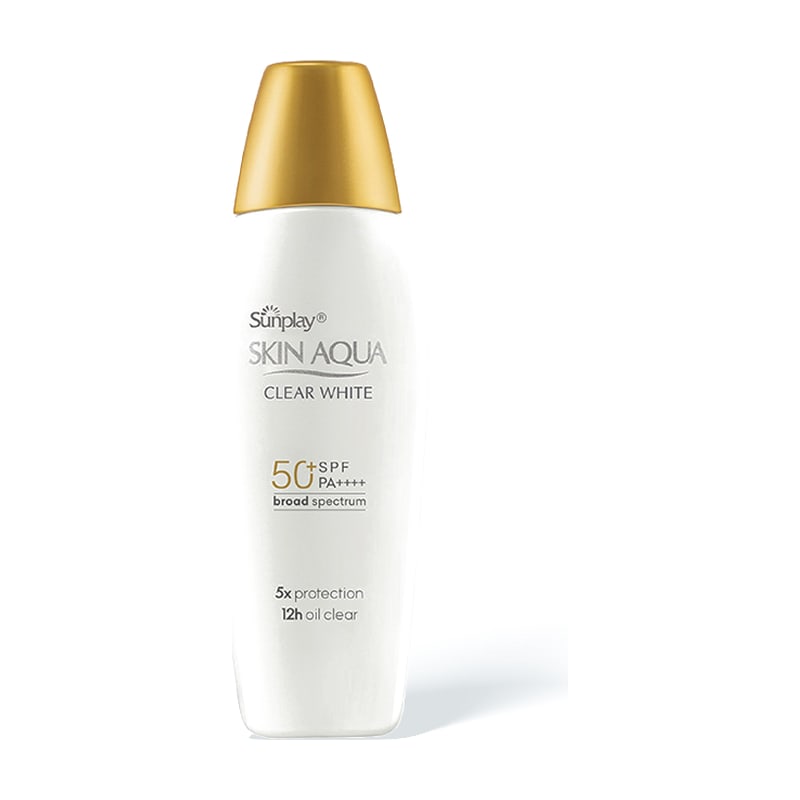 Sunplay®
SKIN AQUA
CLEAR WHITE
50+ SPF
PA++++
broad spectrum
5x protection
12h oil clear